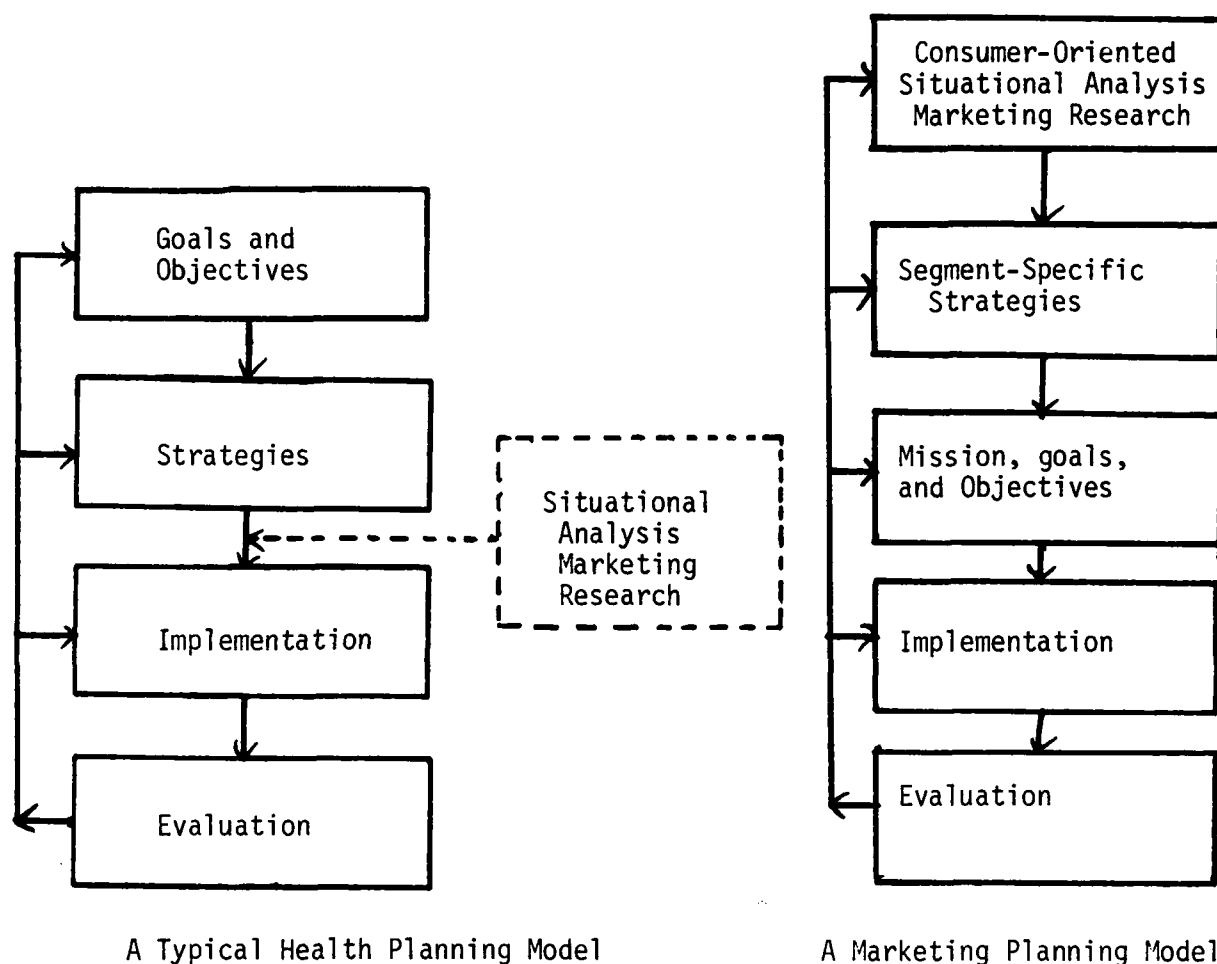 Goals and
Objectives
Strategies
Implementation
Evaluation
Situational
Analysis
Marketing
Research
A Typical Health Planning Model
Consumer-Oriented
Situational Analysis
Marketing Research
Segment-Specific
Strategies
Mission, goals,
and Objectives
Implementation
Evaluation
A Marketing Planning Model